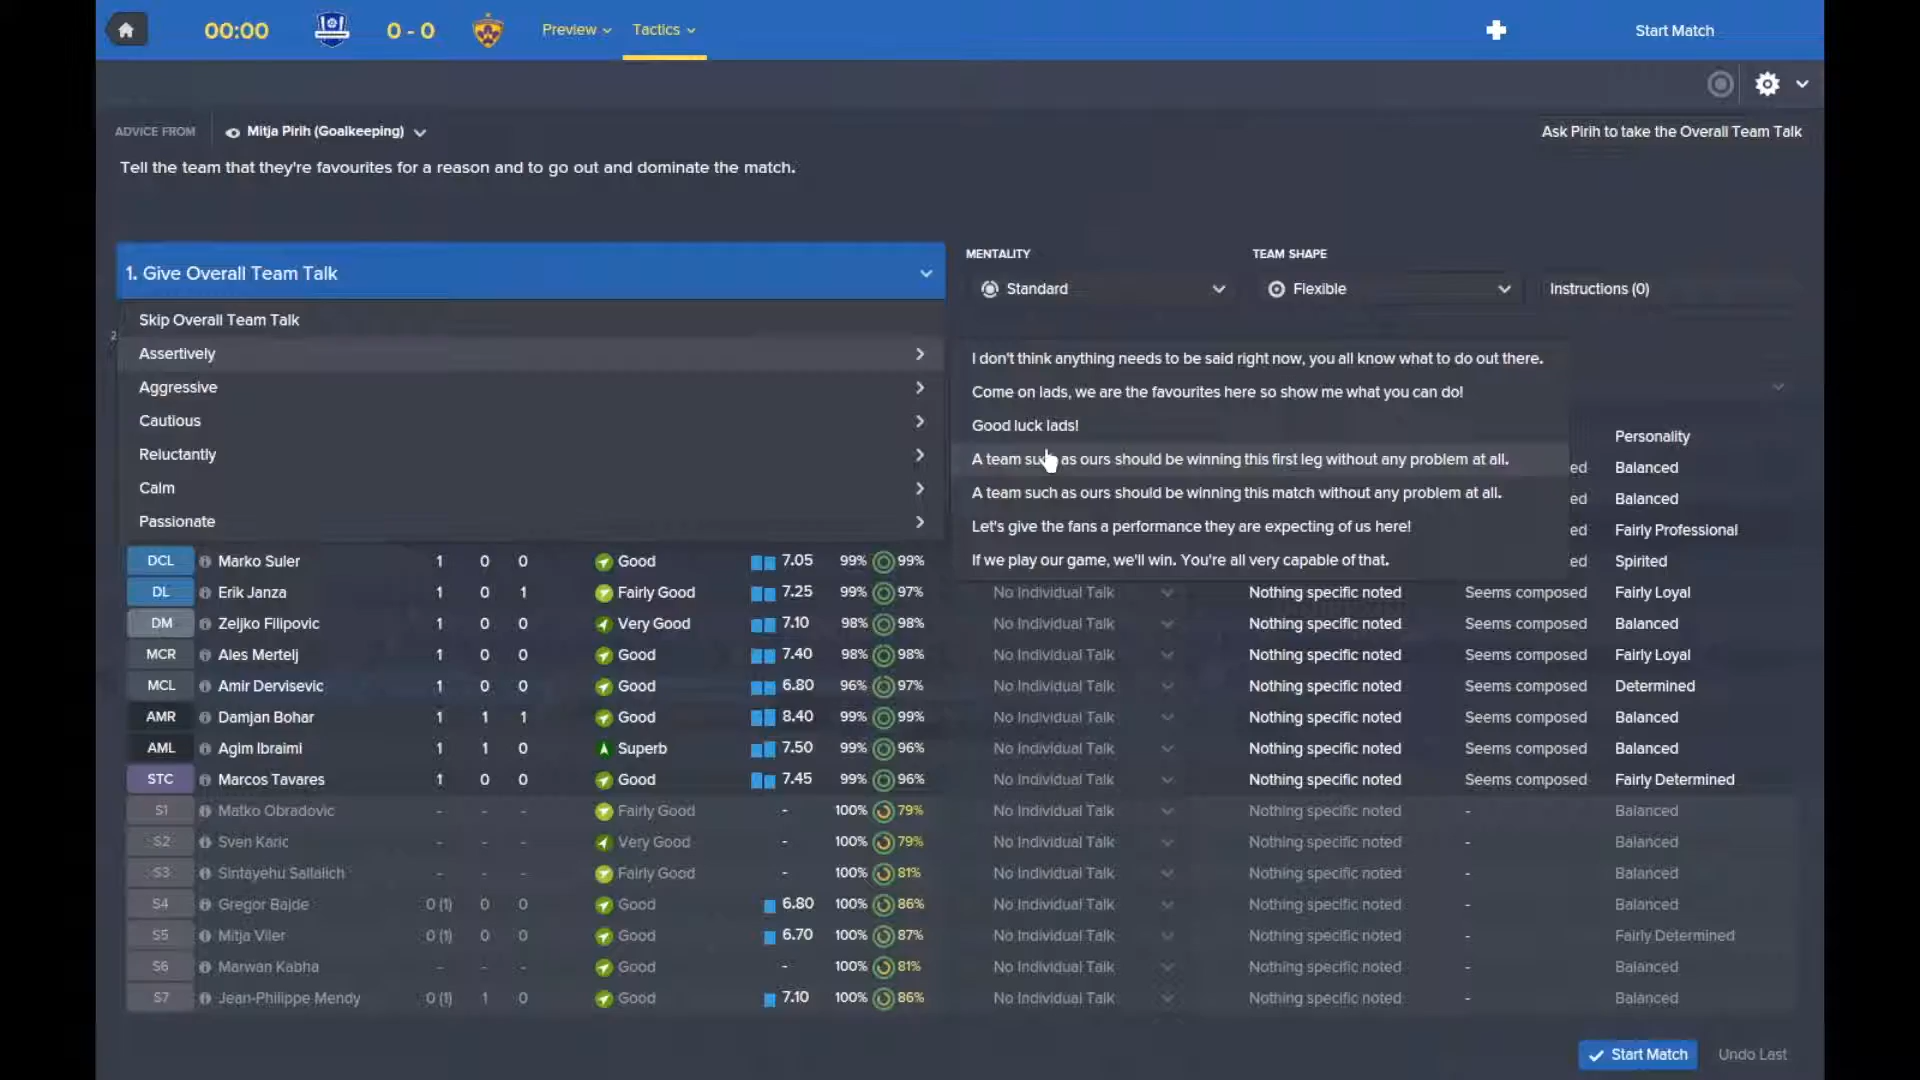 00:00
0 - 0
Preview
Tactics
Start Match
ADVICE FROM
Mitja Pirih (Goalkeeping)
Ask Pirih to take the Overall Team Talk
Tell the team that they're favourites for a reason and to go out and dominate the match.
1. Give Overall Team Talk
MENTALITY
Standard
TEAM SHAPE
Flexible
Instructions (0)
Skip Overall Team Talk
Assertively
Aggressive
Cautious
Reluctantly
Calm
Passionate
I don't think anything needs to be said right now, you all know what to do out there.
Come on lads, we are the favourites here so show me what you can do!
Good luck lads!
A team such as ours should be winning this first leg without any problem at all.
A team such as ours should be winning this match without any problem at all.
Let's give the fans a performance they are expecting of us here!
If we play our game, we'll win. You're all very capable of that.
Personality
ed Balanced
ed Balanced
ed Fairly Professional
DCL Marko Suler 1 0 0 Good 7.05 99% 99% ed Spirited
DL Erik Janza 1 0 1 Fairly Good 7.25 99% 97% No Individual Talk Nothing specific noted Seems composed Fairly Loyal
DM Zeljko Filipovic 1 0 0 Very Good 7.10 98% 98% No Individual Talk Nothing specific noted Seems composed Balanced
MCR Ales Mertelj 1 0 0 Good 7.40 98% 98% No Individual Talk Nothing specific noted Seems composed Fairly Loyal
MCL Amir Dervisevic 1 0 0 Good 6.80 96% 97% No Individual Talk Nothing specific noted Seems composed Determined
AMR Damjan Bohar 1 1 1 Good 8.40 99% 99% No Individual Talk Nothing specific noted Seems composed Balanced
AML Agim Ibraimi 1 1 0 Superb 7.50 99% 96% No Individual Talk Nothing specific noted Seems composed Balanced
STC Marcos Tavares 1 0 0 Good 7.45 99% 96% No Individual Talk Nothing specific noted Seems composed Fairly Determined
S1 Matko Obradovic - - - Fairly Good - 100% 79% No Individual Talk Nothing specific noted - Balanced
S2 Sven Karic - - - Very Good - 100% 79% No Individual Talk Nothing specific noted - Balanced
S3 Sintayehu Sallalich - - - Fairly Good - 100% 81% No Individual Talk Nothing specific noted - Balanced
S4 Gregor Bajde 0 (1) 0 0 Good 6.80 100% 86% No Individual Talk Nothing specific noted - Balanced
S5 Mitja Viler 0 (1) 0 0 Good 6.70 100% 87% No Individual Talk Nothing specific noted - Fairly Determined
S6 Marwan Kabha - - - Good - 100% 81% No Individual Talk Nothing specific noted - Balanced
S7 Jean-Philippe Mendy 0 (1) 1 0 Good 7.10 100% 86% No Individual Talk Nothing specific noted - Balanced
Start Match
Undo Last